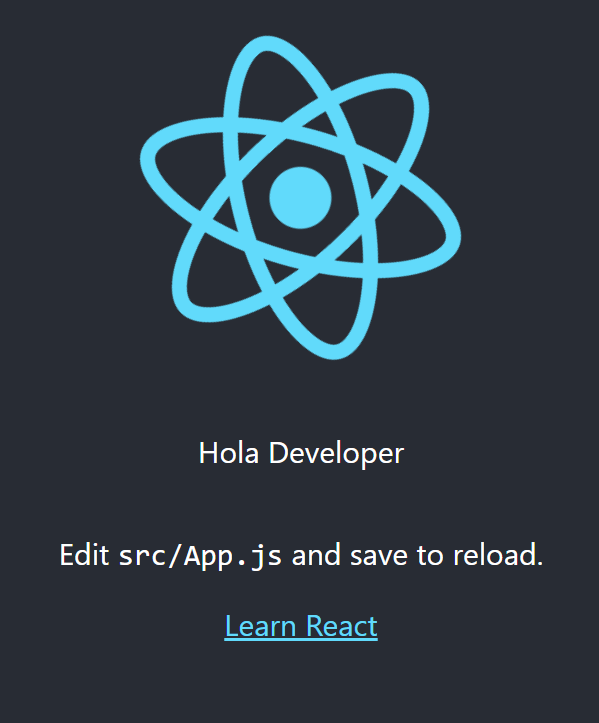 Hola Developer
Edit src/App.js and save to reload.
Learn React